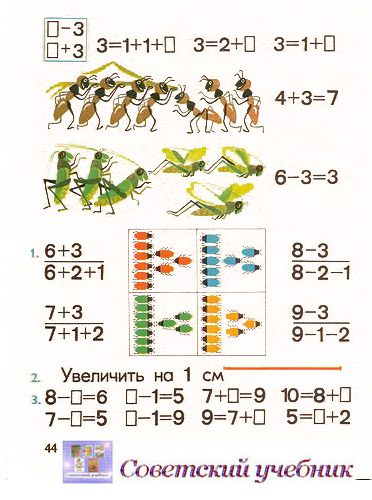 □−3
□+3
3=1+1+□ 3=2+□ 3=1+□
4+3=7
6−3=3
1. 6+3 8−3
6+2+1 8−2−1
7+3 9−3
7+1+2 9−1−2
2. Увеличить на 1 см
3. 8−□=6 □−1=5 7+□=9 10=8+□
7−□=5 □−1=9 9=7+□ 5=□+2
44
Советский учебник